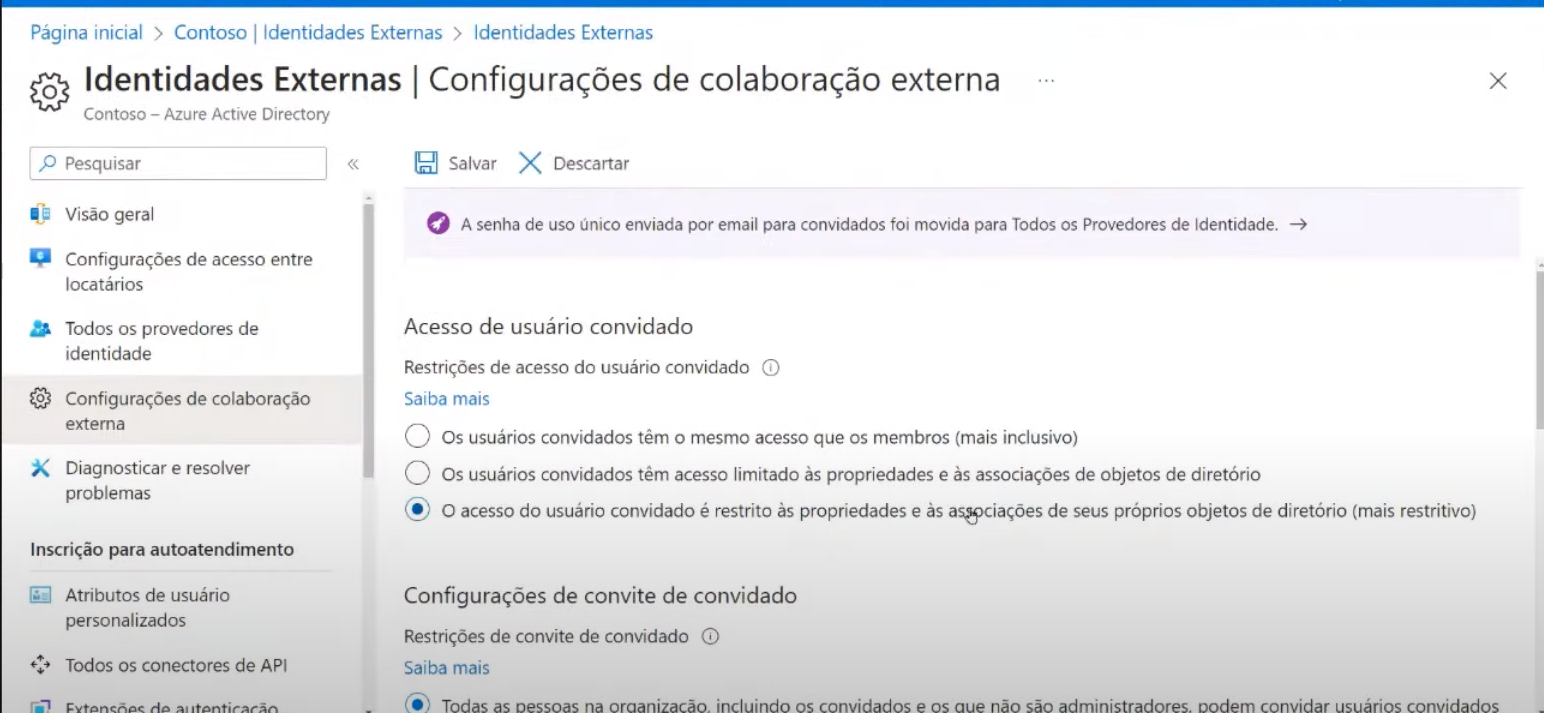 Página inicial > Contoso | Identidades Externas > Identidades Externas
Identidades Externas | Configurações de colaboração externa ...
Contoso – Azure Active Directory
Pesquisar
Salvar
Descartar
Visão geral
Configurações de acesso entre
locatários
Todos os provedores de
identidade
Configurações de colaboração
externa
Diagnosticar e resolver
problemas
Inscrição para autoatendimento
Atributos de usuário
personalizados
Todos os conectores de API
Extensões de autenticação
A senha de uso único enviada por email para convidados foi movida para Todos os Provedores de Identidade. →
Acesso de usuário convidado
Restrições de acesso do usuário convidado
Saiba mais
Os usuários convidados têm o mesmo acesso que os membros (mais inclusivo)
Os usuários convidados têm acesso limitado às propriedades e às associações de objetos de diretório
O acesso do usuário convidado é restrito às propriedades e às associações de seus próprios objetos de diretório (mais restritivo)
Configurações de convite de convidado
Restrições de convite de convidado
Saiba mais
Todas as pessoas na organização, incluindo os convidados e os que não são administradores, podem convidar usuários convidados